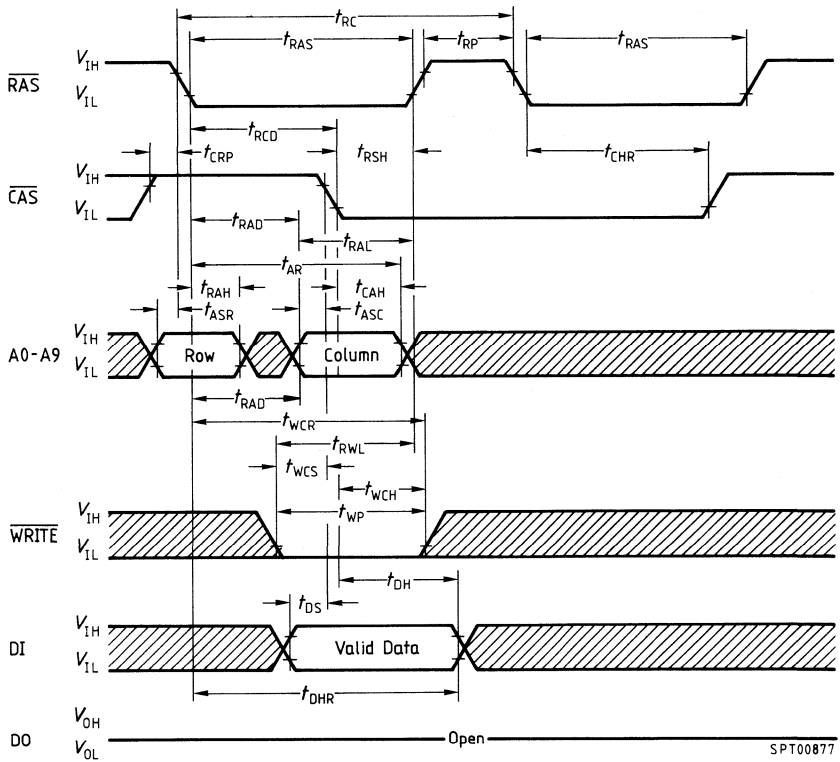 tRC
tRAS tRP tRAS
RAS VIH
VIL
tRCD
tCRP tRSH tCHR
CAS VIH
VIL
tRAD
tRAL
tAR
tRAH tCAH
tASR tASC
A0-A9 VIH
VIL
Row Column
tRAD
tWCR
tRWL
tWCS
tWCH
WRITE VIH
VIL
tWP
tDH
tDS
DI VIH
VIL
Valid Data
tDHR
DO VOH
VOL
Open
SPT00877